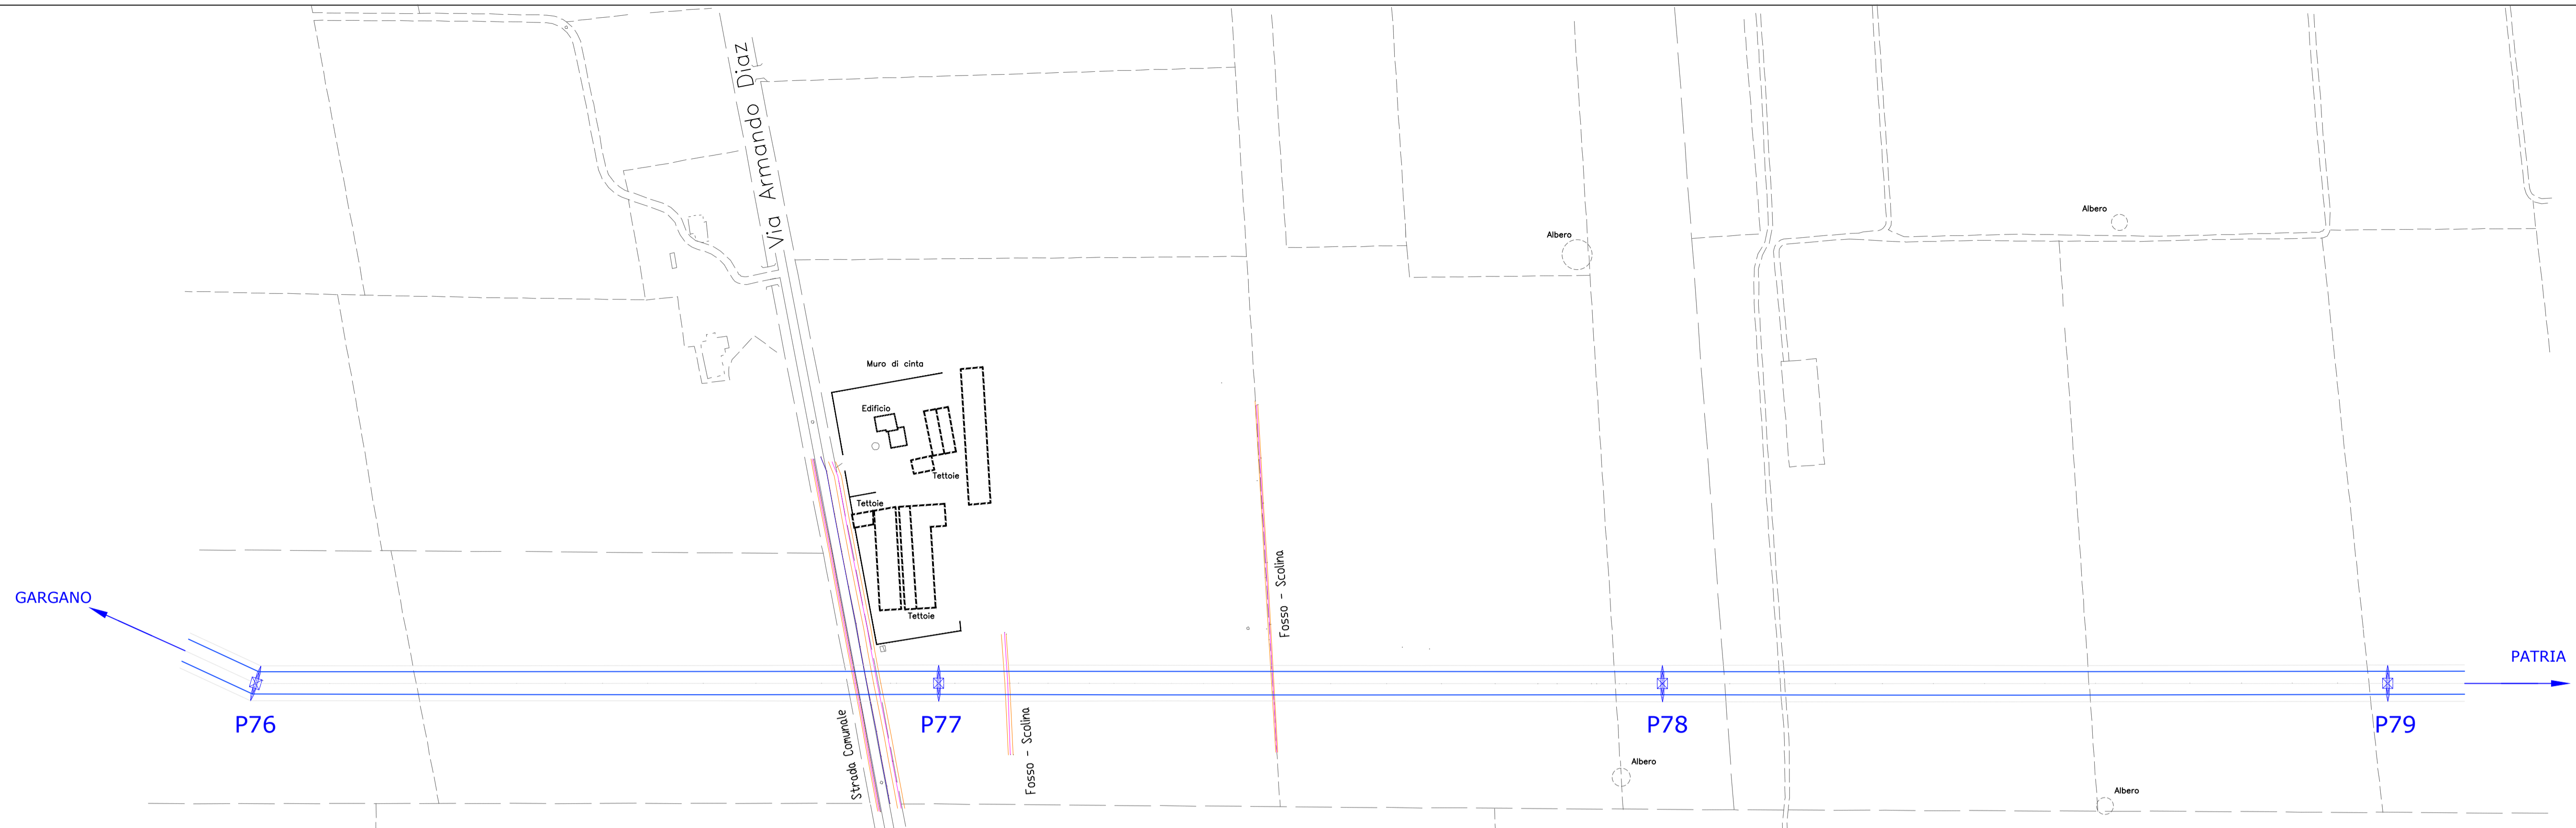 Via Armando Diaz
Albero
Albero
Muro di cinta
Edificio
Tettoie
Tettoie
Tettoie
Fosso - Scolina
GARGANO
PATRIA
P76
P77
P78
P79
Strada Comunale
Fosso - Scolina
Albero
Albero